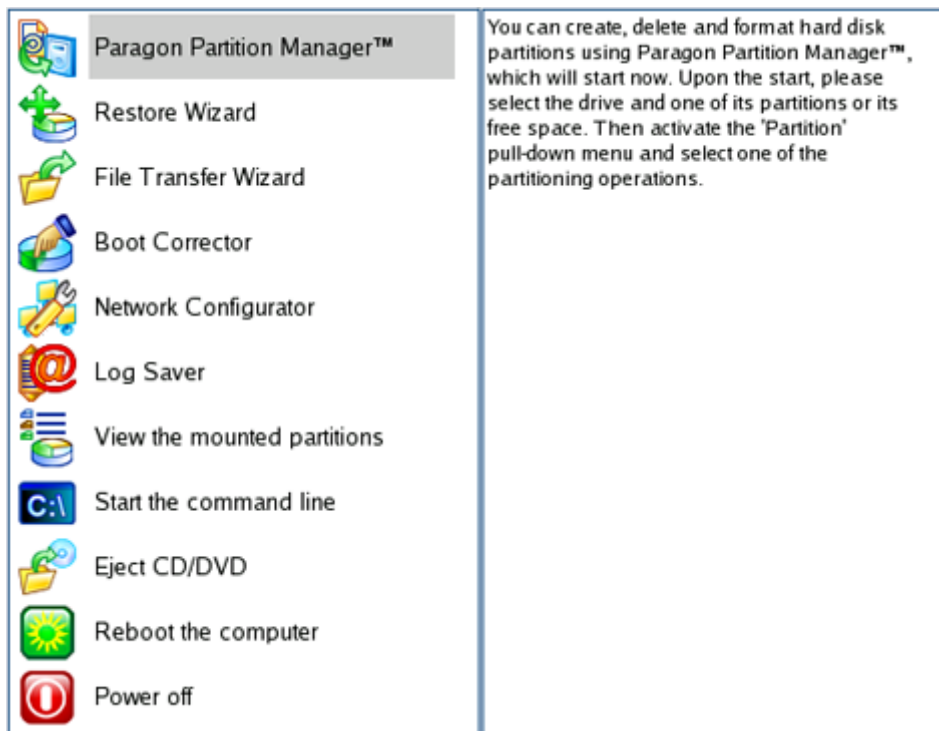 Paragon Partition Manager™
Restore Wizard
File Transfer Wizard
Boot Corrector
Network Configurator
Log Saver
View the mounted partitions
C:\
Start the command line
Eject CD/DVD
Reboot the computer
Power off
You can create, delete and format hard disk
partitions using Paragon Partition Manager™,
which will start now. Upon the start, please
select the drive and one of its partitions or its
free space. Then activate the 'Partition'
pull-down menu and select one of the
partitioning operations.